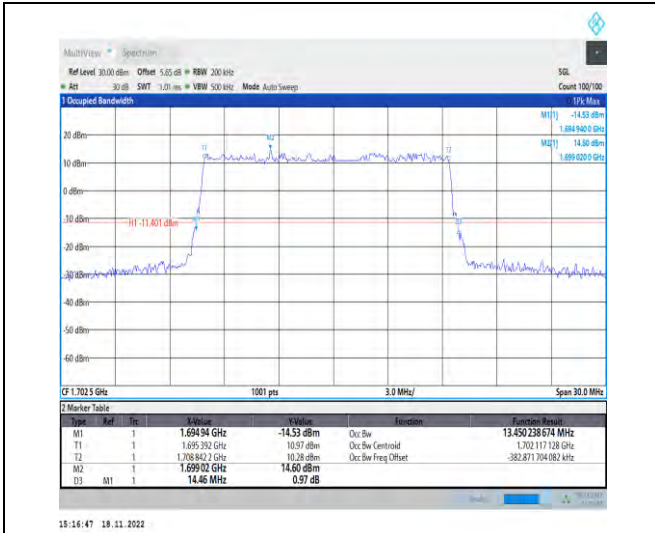 MultiView Spectrum
Ref Level 30.00 dBm Offset 5.65 dB RBW 200 kHz SGL
Att 30 dB SWT 1.01 ms VBW 500 kHz Mode Auto Sweep Count 100/100
1 Occupied Bandwidth 1Pk Max
M1[1] -14.53 dBm
1.694 940 0 GHz
M2[1] 14.60 dBm
1.699 020 0 GHz
20 dBm
T1 M2 T2
10 dBm
0 dBm
-10 dBm
H1 -11.401 dBm
-20 dBm
-30 dBm
-40 dBm
-50 dBm
-60 dBm
CF 1.702 5 GHz 1001 pts 3.0 MHz/ Span 30.0 MHz
2 Marker Table
Type Ref Trc X-Value Y-Value Function Function Result
M1 1 1.694 94 GHz -14.53 dBm Occ Bw 13.450 238 674 MHz
T1 1 1.695 392 GHz 10.97 dBm Occ Bw Centroid 1.702 117 128 GHz
T2 1 1.708 842 2 GHz 10.28 dBm Occ Bw Freq Offset -382.871 704 082 kHz
M2 1 1.699 02 GHz 14.60 dBm
D3 M1 1 14.46 MHz 0.97 dB
15:16:47 18.11.2022